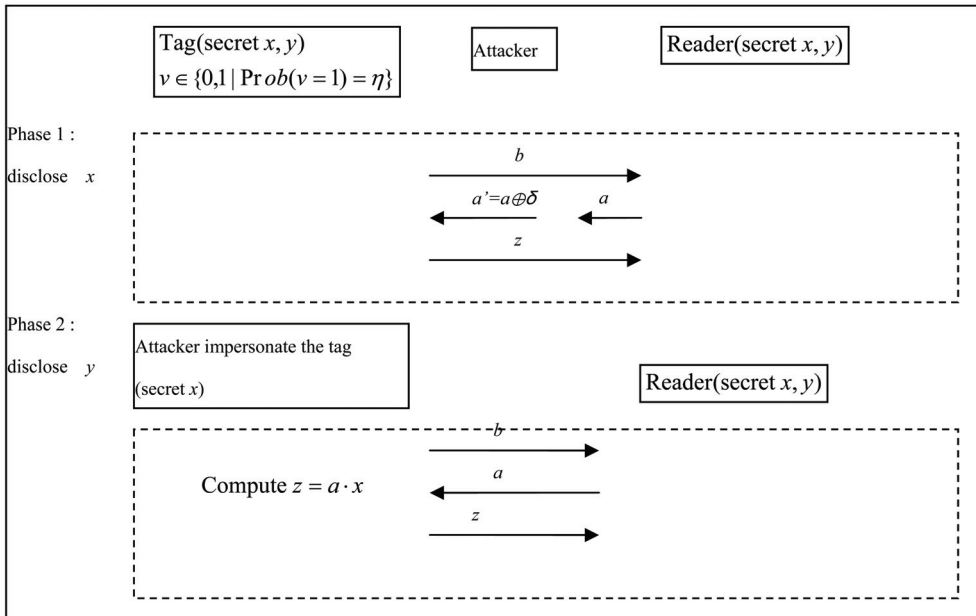 Tag(secret x, y)
v ∈ {0,1 | Prob(v = 1) = η}
Attacker
Reader(secret x, y)
Phase 1 :
disclose x
b
a'=a⊕δ
a
z
Phase 2 :
disclose y
Attacker impersonate the tag
(secret x)
Reader(secret x, y)
b
Compute z = a · x
a
z